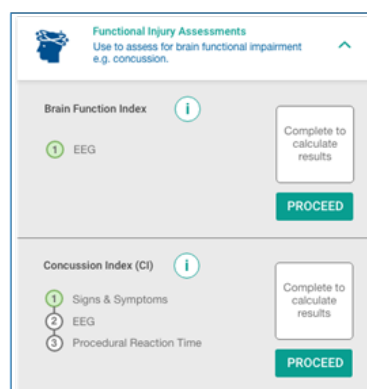 Functional Injury Assessments
Use to assess for brain functional impairment
e.g. concussion.
Brain Function Index
i
1 EEG
Complete to
calculate
results
PROCEED
Concussion Index (CI)
i
1 Signs & Symptoms
2 EEG
3 Procedural Reaction Time
Complete to
calculate
results
PROCEED